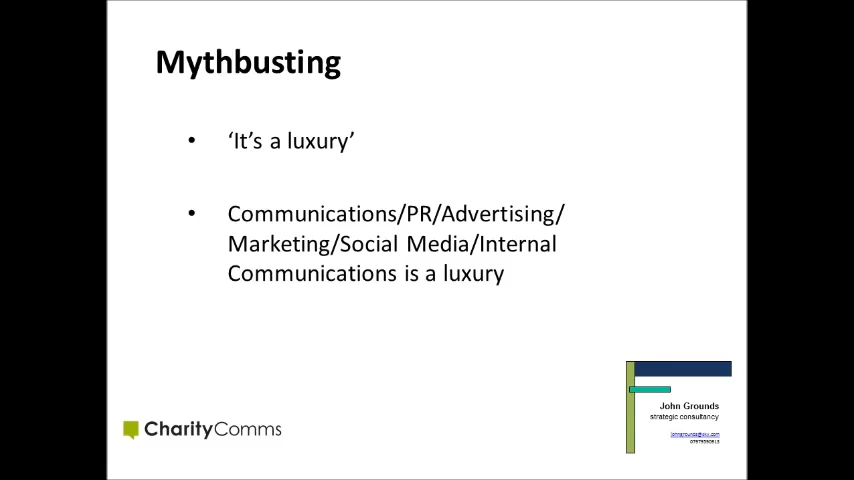 Mythbusting
• ‘It’s a luxury’
• Communications/PR/Advertising/
Marketing/Social Media/Internal
Communications is a luxury
CharityComms
John Grounds
strategic consultancy